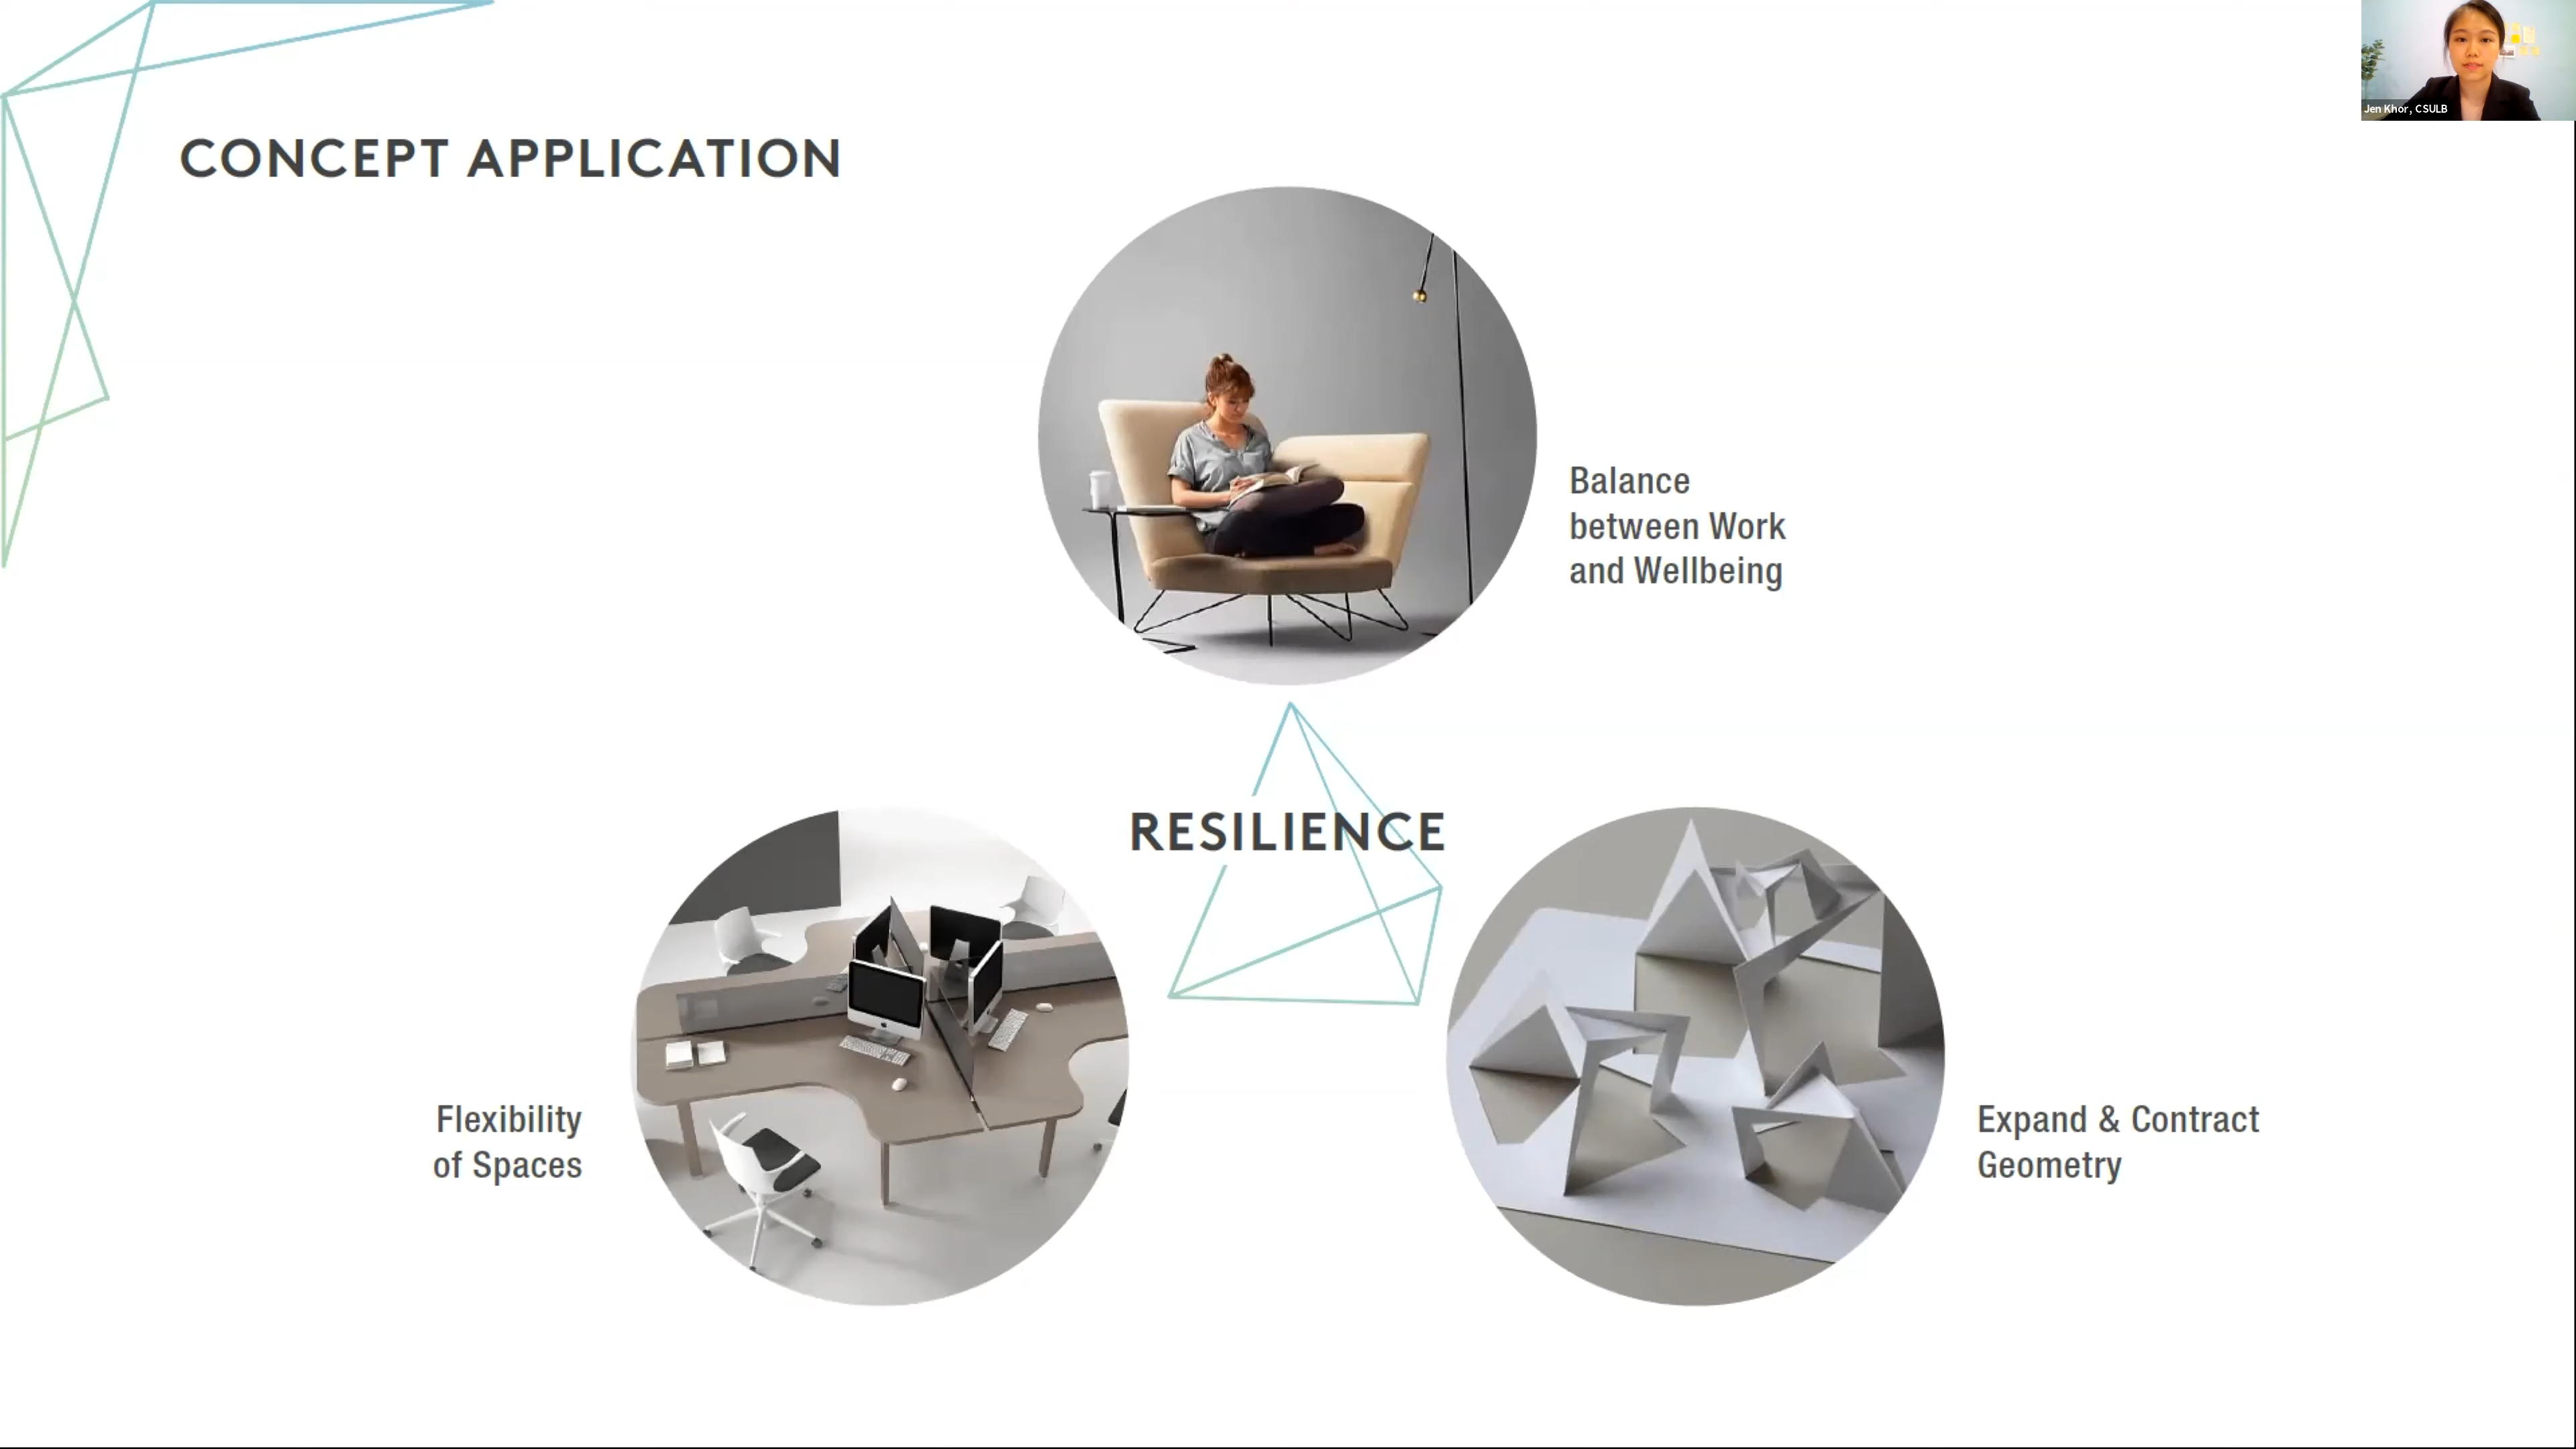 CONCEPT APPLICATION
Jen Khor, CSULB
Balance
between Work
and Wellbeing
RESILIENCE
Flexibility
of Spaces
Expand & Contract
Geometry